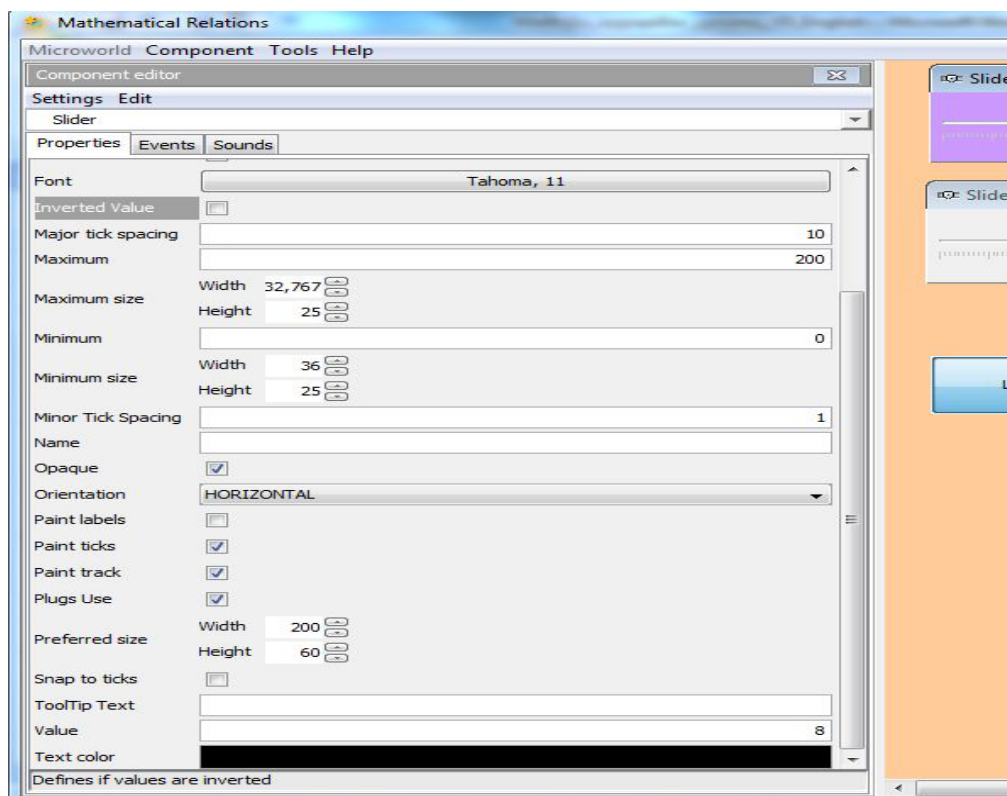 Mathematical Relations
Microworld Component Tools Help
Component editor
Settings Edit
Slider
Properties Events Sounds
Font Tahoma, 11
Inverted Value
Major tick spacing 10
Maximum 200
Maximum size Width 32,767
Height 25
Minimum 0
Minimum size Width 36
Height 25
Minor Tick Spacing 1
Name
Opaque
Orientation HORIZONTAL
Paint labels
Paint ticks
Paint track
Plugs Use
Preferred size Width 200
Height 60
Snap to ticks
ToolTip Text
Value 8
Text color
Defines if values are inverted
Slide
Slide
L